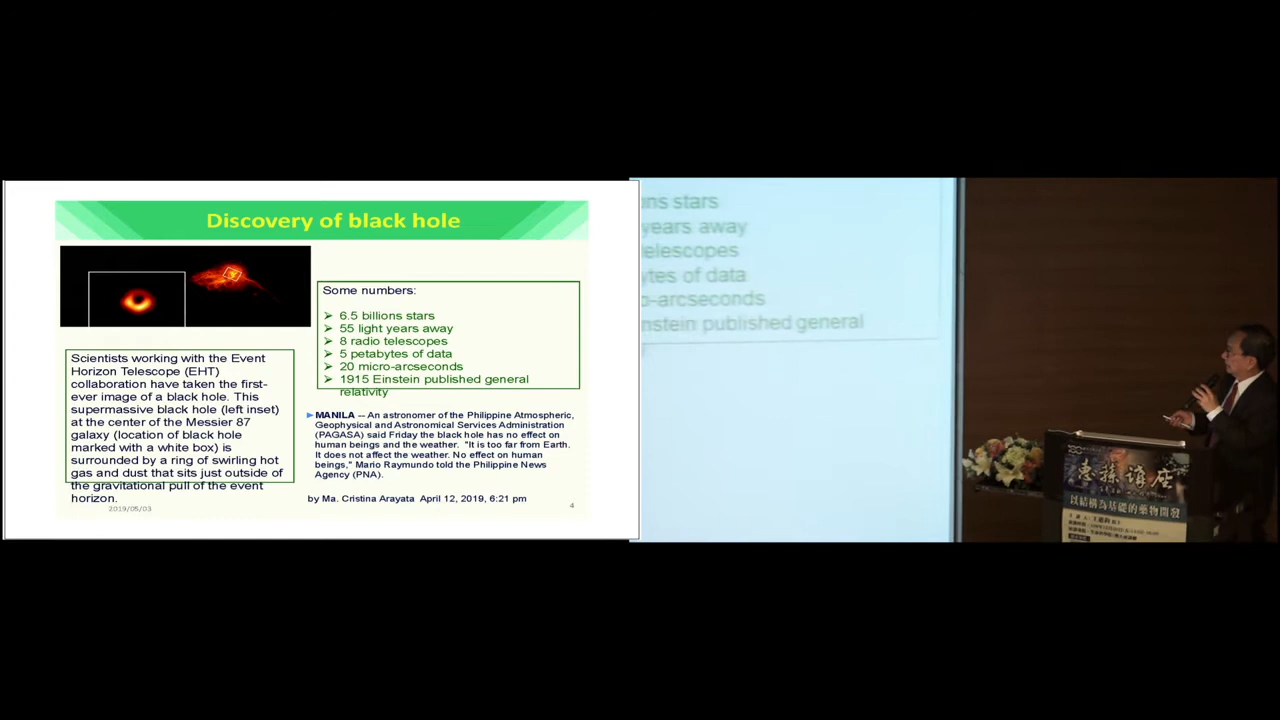 Discovery of black hole
Some numbers:
➢ 6.5 billions stars
➢ 55 light years away
➢ 8 radio telescopes
➢ 5 petabytes of data
➢ 20 micro-arcseconds
➢ 1915 Einstein published general
relativity
Scientists working with the Event
Horizon Telescope (EHT)
collaboration have taken the first-
ever image of a black hole. This
supermassive black hole (left inset)
at the center of the Messier 87
galaxy (location of black hole
marked with a white box) is
surrounded by a ring of swirling hot
gas and dust that sits just outside of
the gravitational pull of the event
horizon.
MANILA -- An astronomer of the Philippine Atmospheric,
Geophysical and Astronomical Services Administration
(PAGASA) said Friday the black hole has no effect on
human beings and the weather. "It is too far from Earth.
It does not affect the weather. No effect on human
beings," Mario Raymundo told the Philippine News
Agency (PNA).
by Ma. Cristina Arayata April 12, 2019, 6:21 pm
2019/05/03
4
ons stars
years away
telescopes
ytes of data
o-arcseconds
nstein published general
惠蓀講座
以結構為基礎的藥物開發